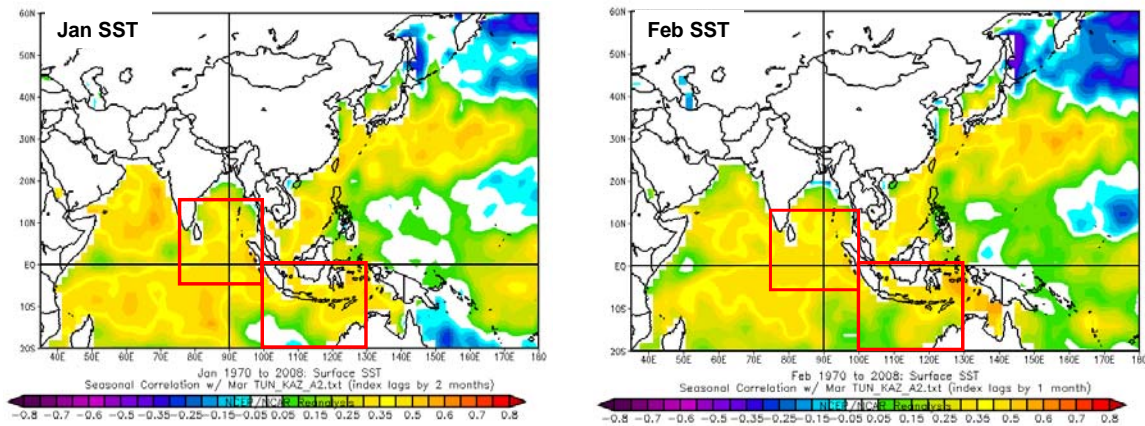 Jan SST
60N
50N
40N
30N
20N
10N
EQ
10S
20S
40E 50E 60E 70E 80E 90E 100E 110E 120E 130E 140E 150E 160E 170E 180
Jan 1970 to 2008: Surface SST
Seasonal Correlation w/ Mar TUN_KAZ_A2.txt (index lags by 2 months)
NCEP/NCAR Reanalysis
-0.8 -0.7 -0.6 -0.5 -0.35 -0.25 -0.15 -0.05 0.05 0.15 0.25 0.35 0.5 0.6 0.7 0.8
Feb SST
60N
50N
40N
30N
20N
10N
EQ
10S
20S
40E 50E 60E 70E 80E 90E 100E 110E 120E 130E 140E 150E 160E 170E 180
Feb 1970 to 2008: Surface SST
Seasonal Correlation w/ Mar TUN_KAZ_A2.txt (index lags by 1 month)
NCEP/NCAR Reanalysis
-0.8 -0.7 -0.6 -0.5 -0.35 -0.25 -0.15 -0.05 0.05 0.15 0.25 0.35 0.5 0.6 0.7 0.8